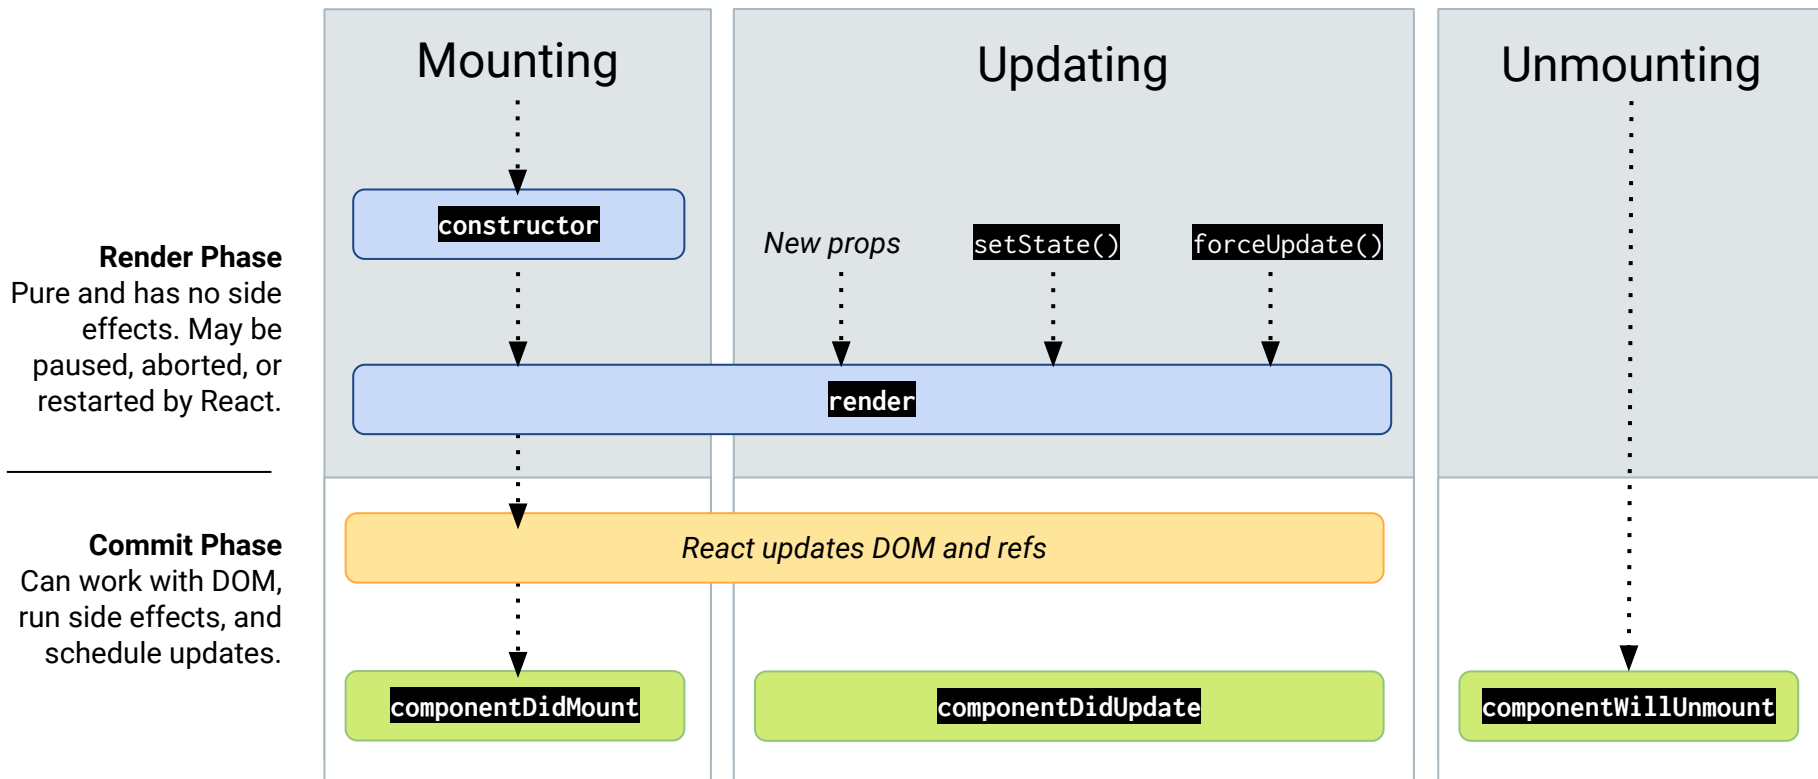 Mounting
Updating
Unmounting
constructor
New props
setState()
forceUpdate()
Render Phase
Pure and has no side
effects. May be
paused, aborted, or
restarted by React.
render
Commit Phase
Can work with DOM,
run side effects, and
schedule updates.
React updates DOM and refs
componentDidMount
componentDidUpdate
componentWillUnmount